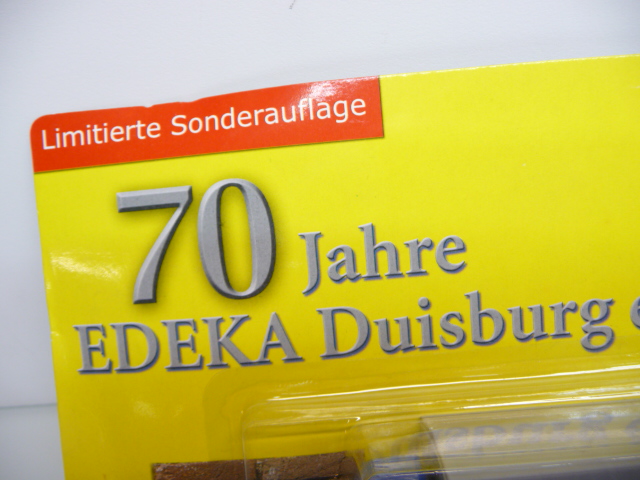 Limitierte Sonderauflage
70 Jahre
EDEKA Duisburg e